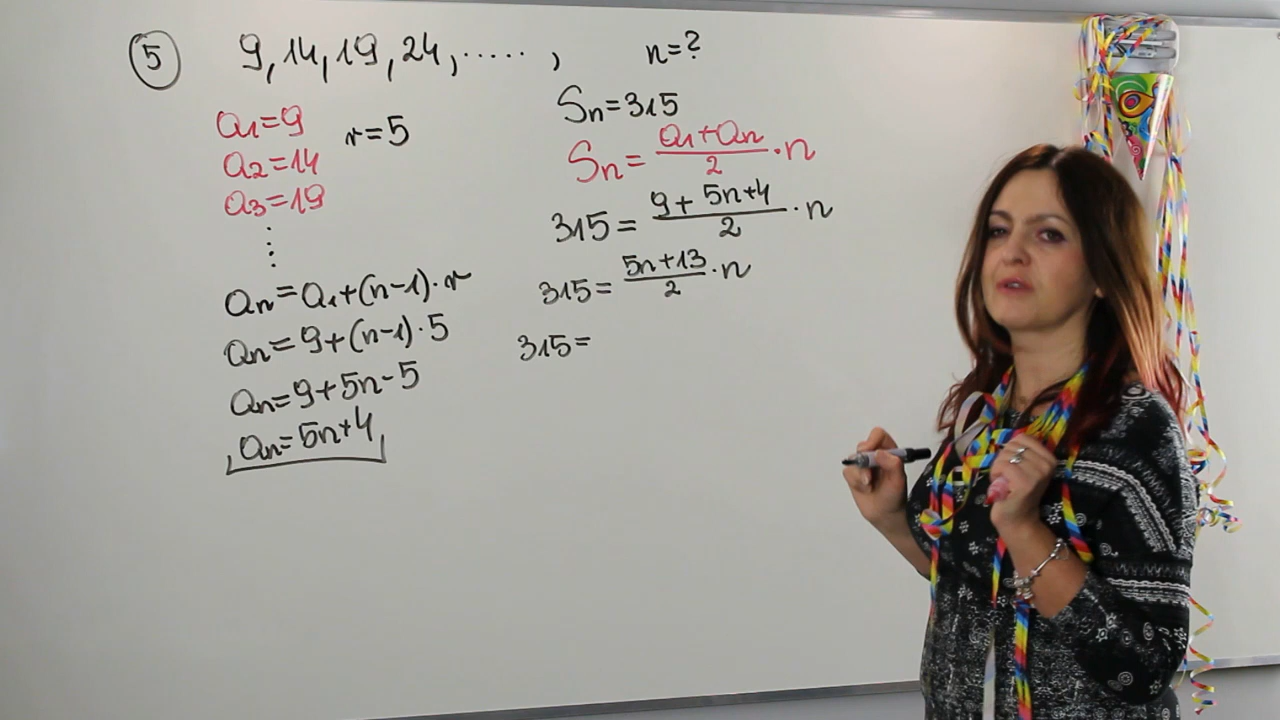 ⑤ 9, 14, 19, 24, ....., n=?
a₁=9 r=5
a₂=14
a₃=19
⋮
aₙ=a₁+(n-1)·r
aₙ=9+(n-1)·5
aₙ=9+5n-5
aₙ=5n+4
Sₙ=315
Sₙ=(a₁+aₙ)/2·n
315=(9+5n+4)/2·n
315=(5n+13)/2·n
315=